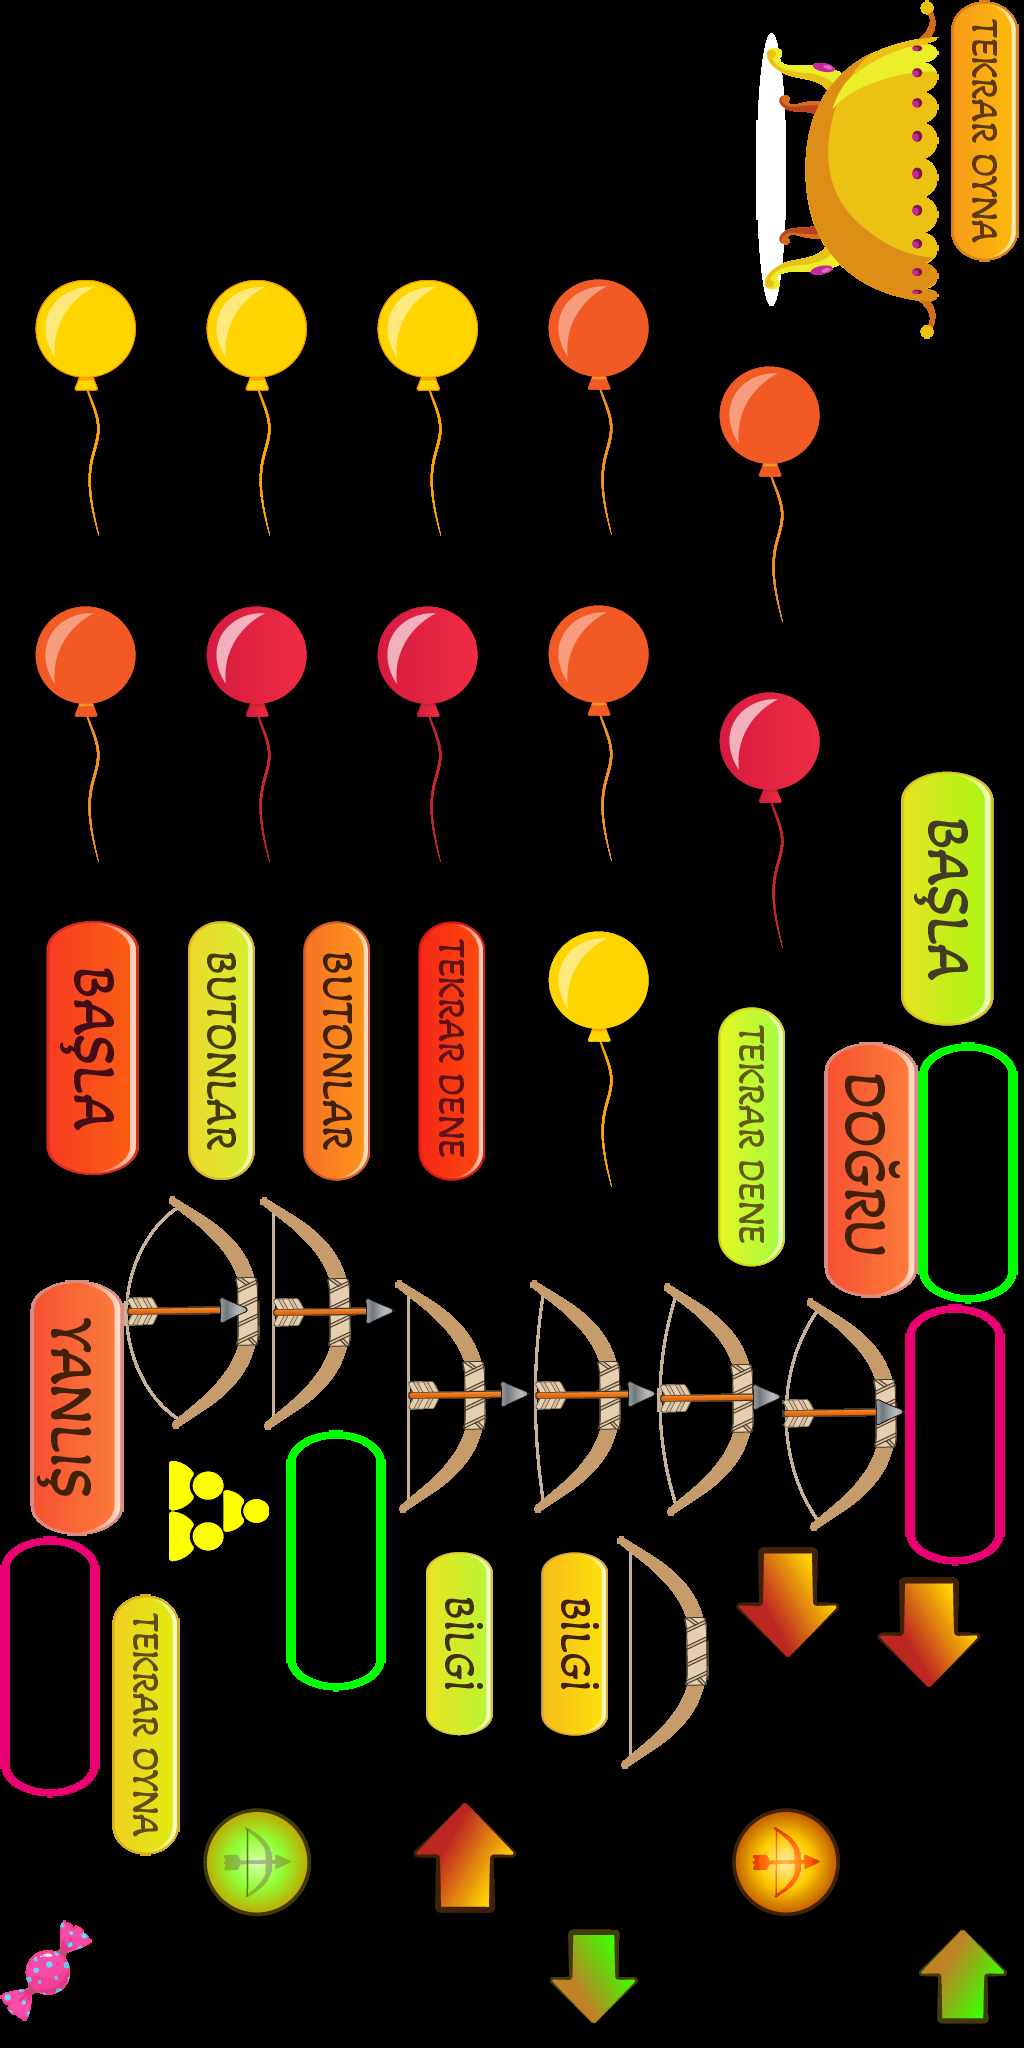 TEKRAR OYNA
BAŞLA
BAŞLA
BUTONLAR
BUTONLAR
TEKRAR DENE
TEKRAR DENE
DOĞRU
YANLIŞ
BİLGİ
BİLGİ
TEKRAR OYNA